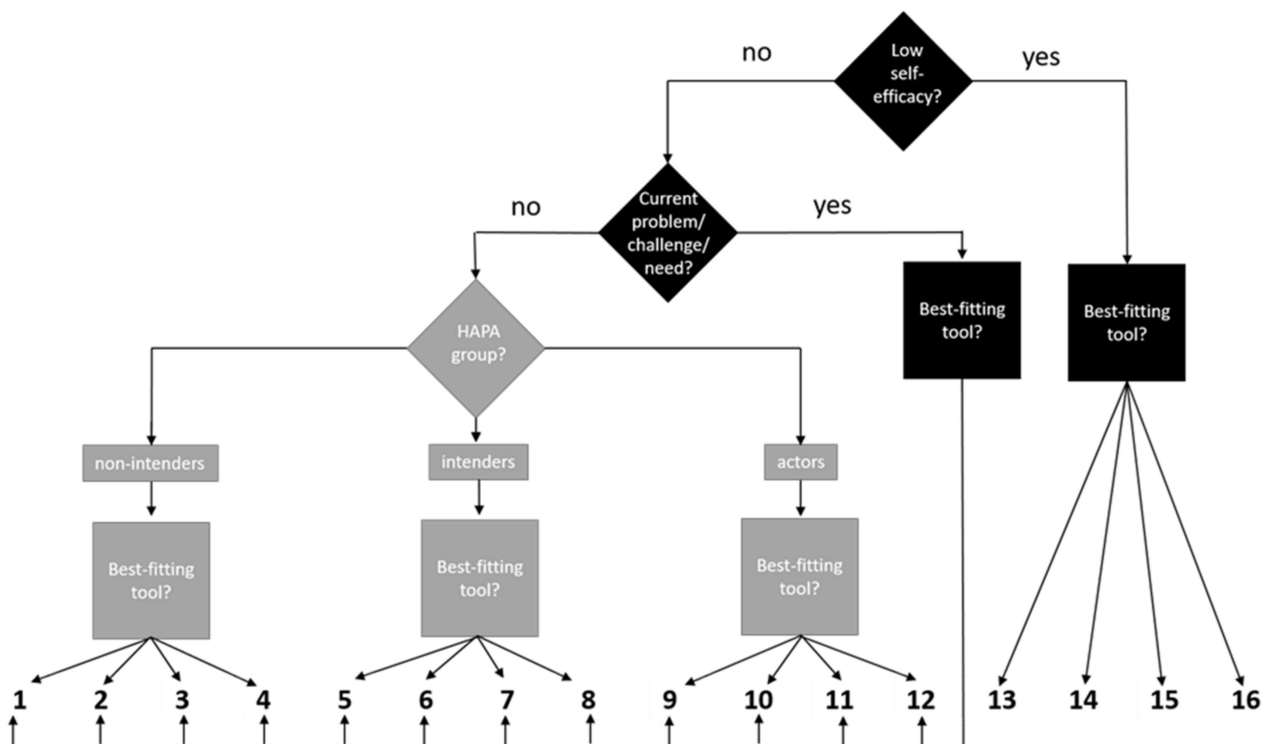 Low
self-
efficacy?
no
yes
Current
problem/
challenge/
need?
no
yes
HAPA
group?
Best-fitting
tool?
Best-fitting
tool?
non-intenders
intenders
actors
Best-fitting
tool?
Best-fitting
tool?
Best-fitting
tool?
1 2 3 4 5 6 7 8 9 10 11 12 13 14 15 16